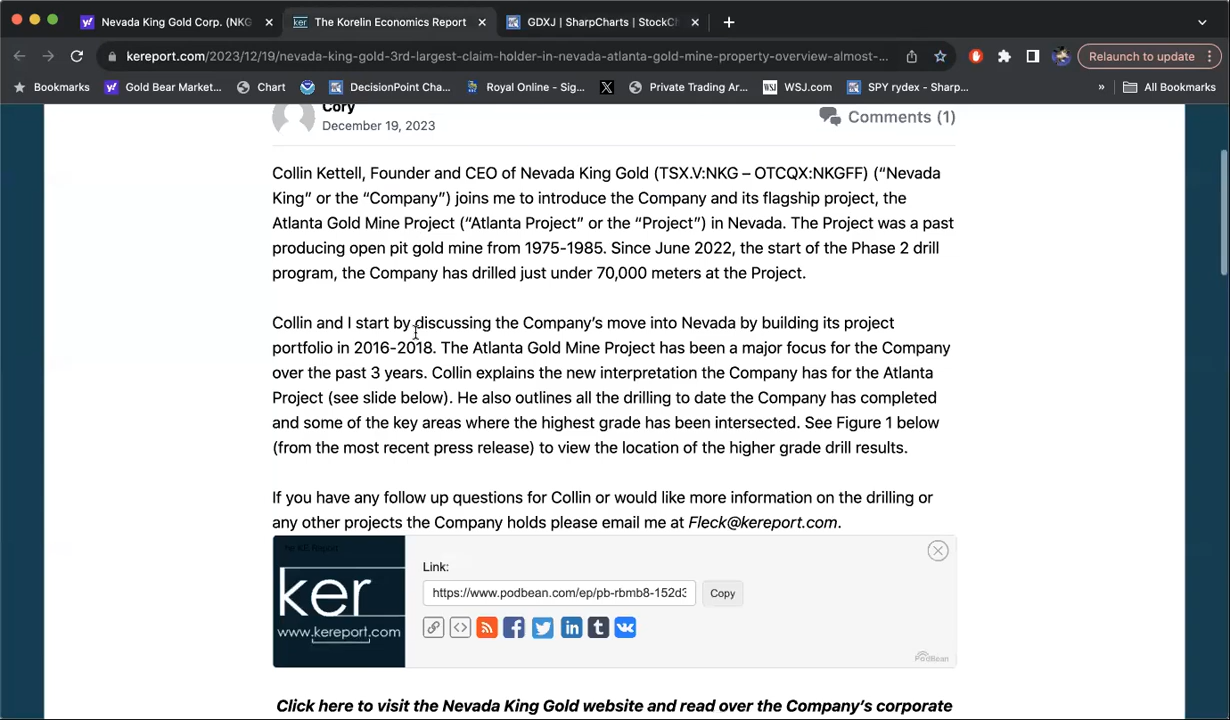 Nevada King Gold Corp. (NKG
The Korelin Economics Report
GDXJ | SharpCharts | StockCh
kereport.com/2023/12/19/nevada-king-gold-3rd-largest-claim-holder-in-nevada-atlanta-gold-mine-property-overview-almost-...
Relaunch to update
Bookmarks
Gold Bear Market...
Chart
DecisionPoint Cha...
Royal Online - Sig...
Private Trading Ar...
WSJ.com
SPY rydex - Sharp...
»
All Bookmarks
Cory
December 19, 2023
Comments (1)
Collin Kettell, Founder and CEO of Nevada King Gold (TSX.V:NKG – OTCQX:NKGFF) (“Nevada
King” or the “Company”) joins me to introduce the Company and its flagship project, the
Atlanta Gold Mine Project (“Atlanta Project” or the “Project”) in Nevada. The Project was a past
producing open pit gold mine from 1975-1985. Since June 2022, the start of the Phase 2 drill
program, the Company has drilled just under 70,000 meters at the Project.
Collin and I start by discussing the Company’s move into Nevada by building its project
portfolio in 2016-2018. The Atlanta Gold Mine Project has been a major focus for the Company
over the past 3 years. Collin explains the new interpretation the Company has for the Atlanta
Project (see slide below). He also outlines all the drilling to date the Company has completed
and some of the key areas where the highest grade has been intersected. See Figure 1 below
(from the most recent press release) to view the location of the higher grade drill results.
If you have any follow up questions for Collin or would like more information on the drilling or
any other projects the Company holds please email me at Fleck@kereport.com.
The KE Report
ker
www.kereport.com
Link:
https://www.podbean.com/ep/pb-rbmb8-152d3
Copy
PodBean
Click here to visit the Nevada King Gold website and read over the Company’s corporate